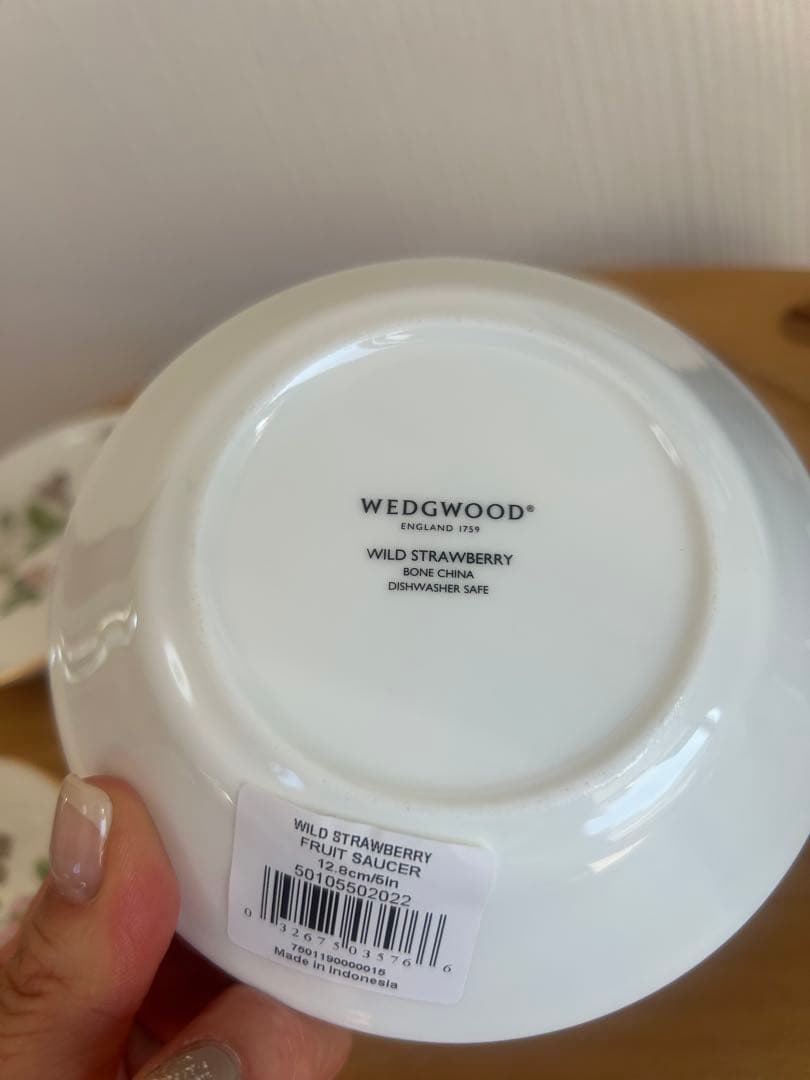 WEDGWOOD®
ENGLAND 1759
WILD STRAWBERRY
BONE CHINA
DISHWASHER SAFE
WILD STRAWBERRY
FRUIT SAUCER
12.8cm/5in
50105502022
0 32675 03576 6
7501190000015
Made in Indonesia